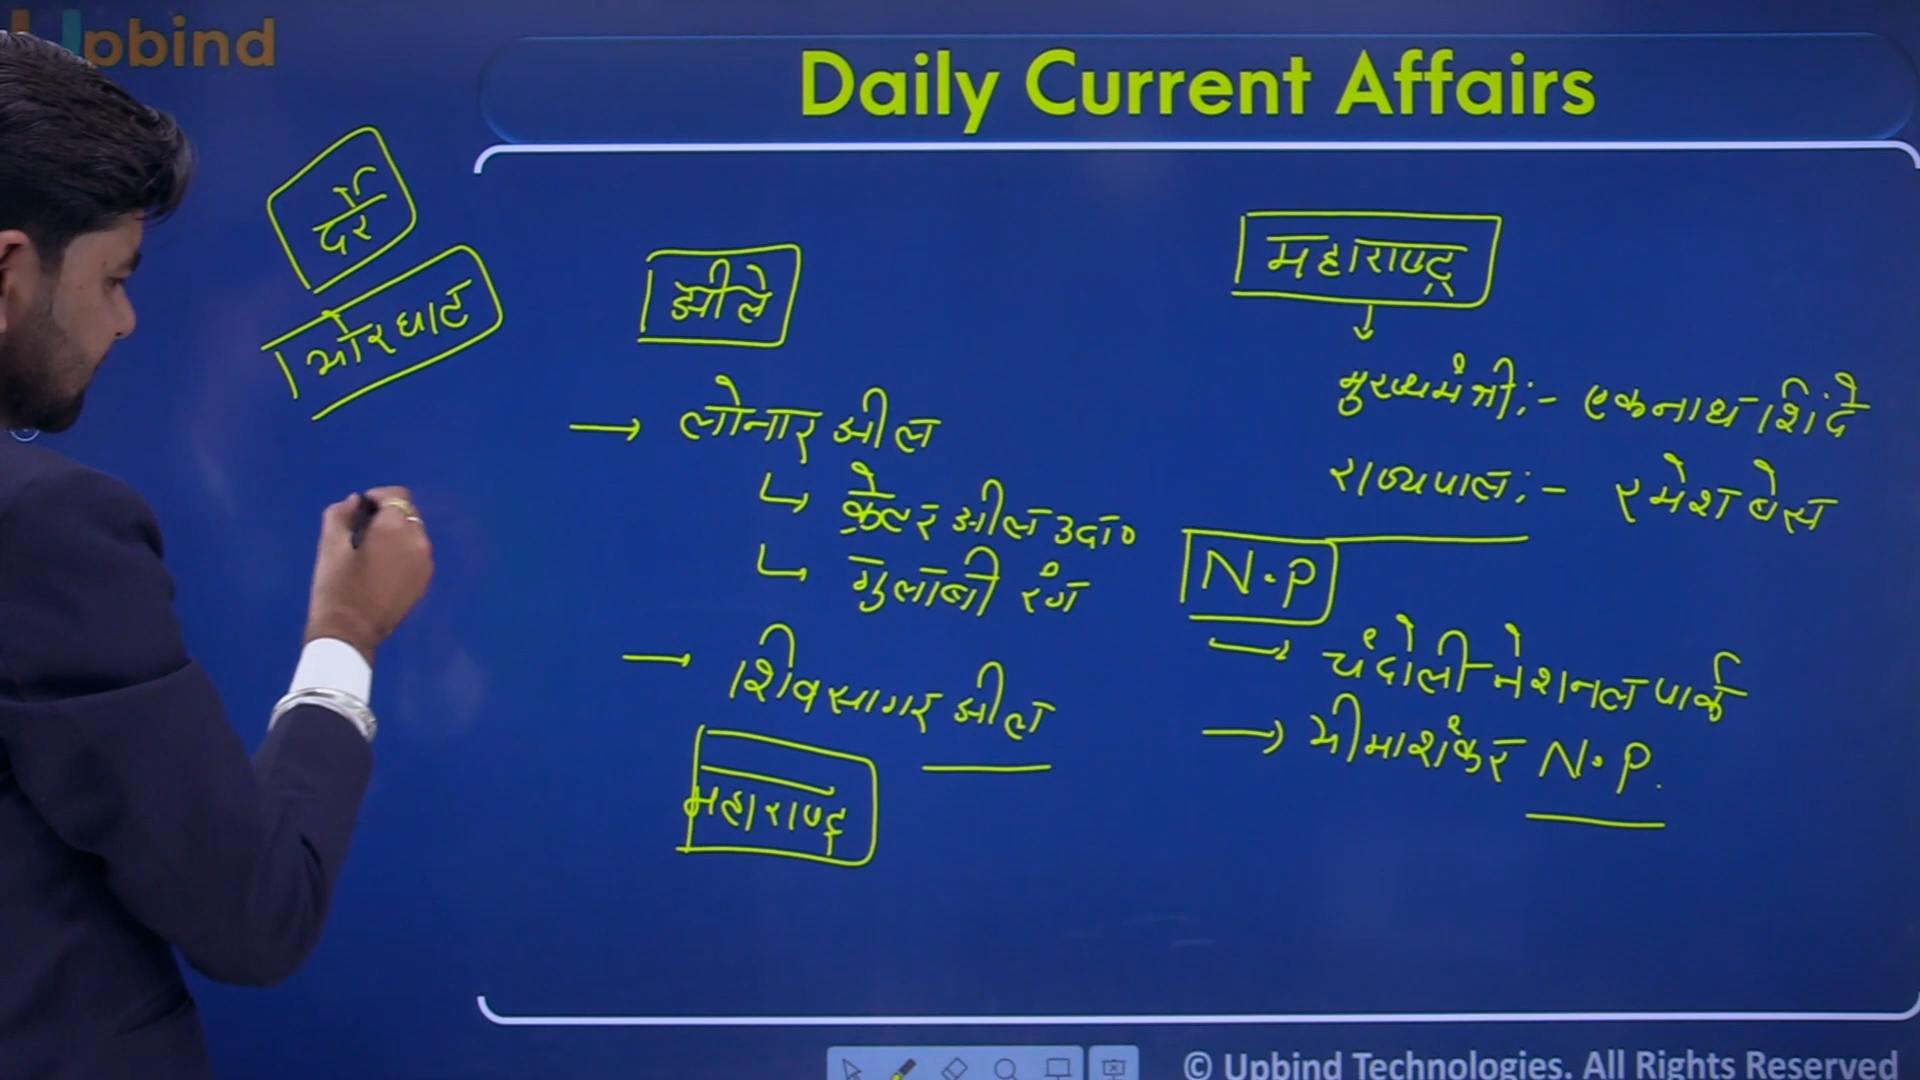 Upbind
Daily Current Affairs
दर्रे
भोरघाट
झीले
लोनार झील
क्रेटर झील उदा०
गुलाबी रंग
शिवसागर झील
महाराष्ट्र
महाराष्ट्र
मुख्यमंत्री:- एकनाथ शिंदे
राज्यपाल:- रमेश बैस
N.P
चंदोली नेशनल पार्क
भीमाशंकर N.P.
© Upbind Technologies. All Rights Reserved